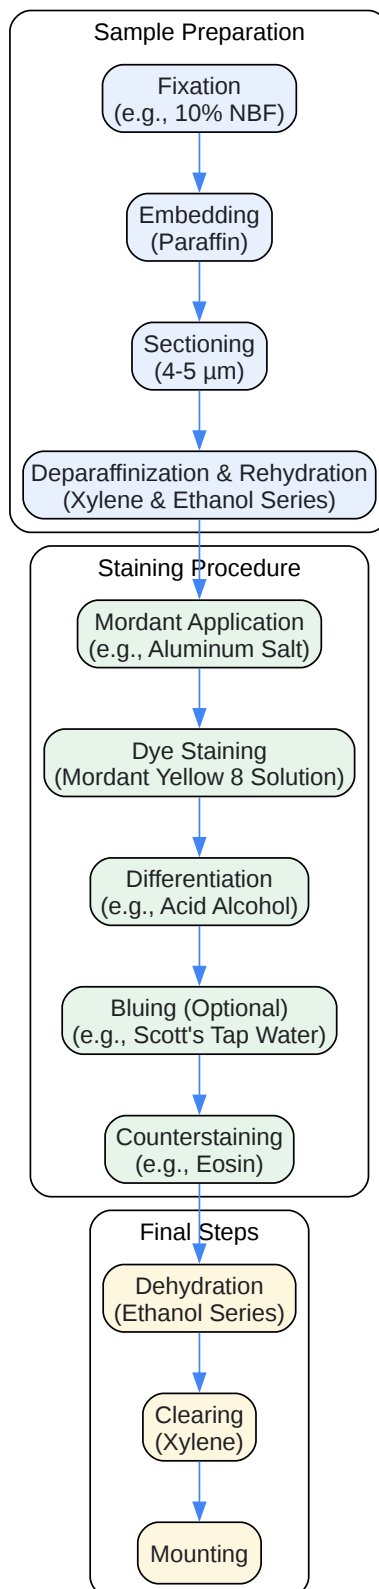 Sample Preparation
Fixation
(e.g., 10% NBF)
Embedding
(Paraffin)
Sectioning
(4-5 µm)
Deparaffinization & Rehydration
(Xylene & Ethanol Series)
Staining Procedure
Mordant Application
(e.g., Aluminum Salt)
Dye Staining
(Mordant Yellow 8 Solution)
Differentiation
(e.g., Acid Alcohol)
Bluing (Optional)
(e.g., Scott's Tap Water)
Counterstaining
(e.g., Eosin)
Final Steps
Dehydration
(Ethanol Series)
Clearing
(Xylene)
Mounting